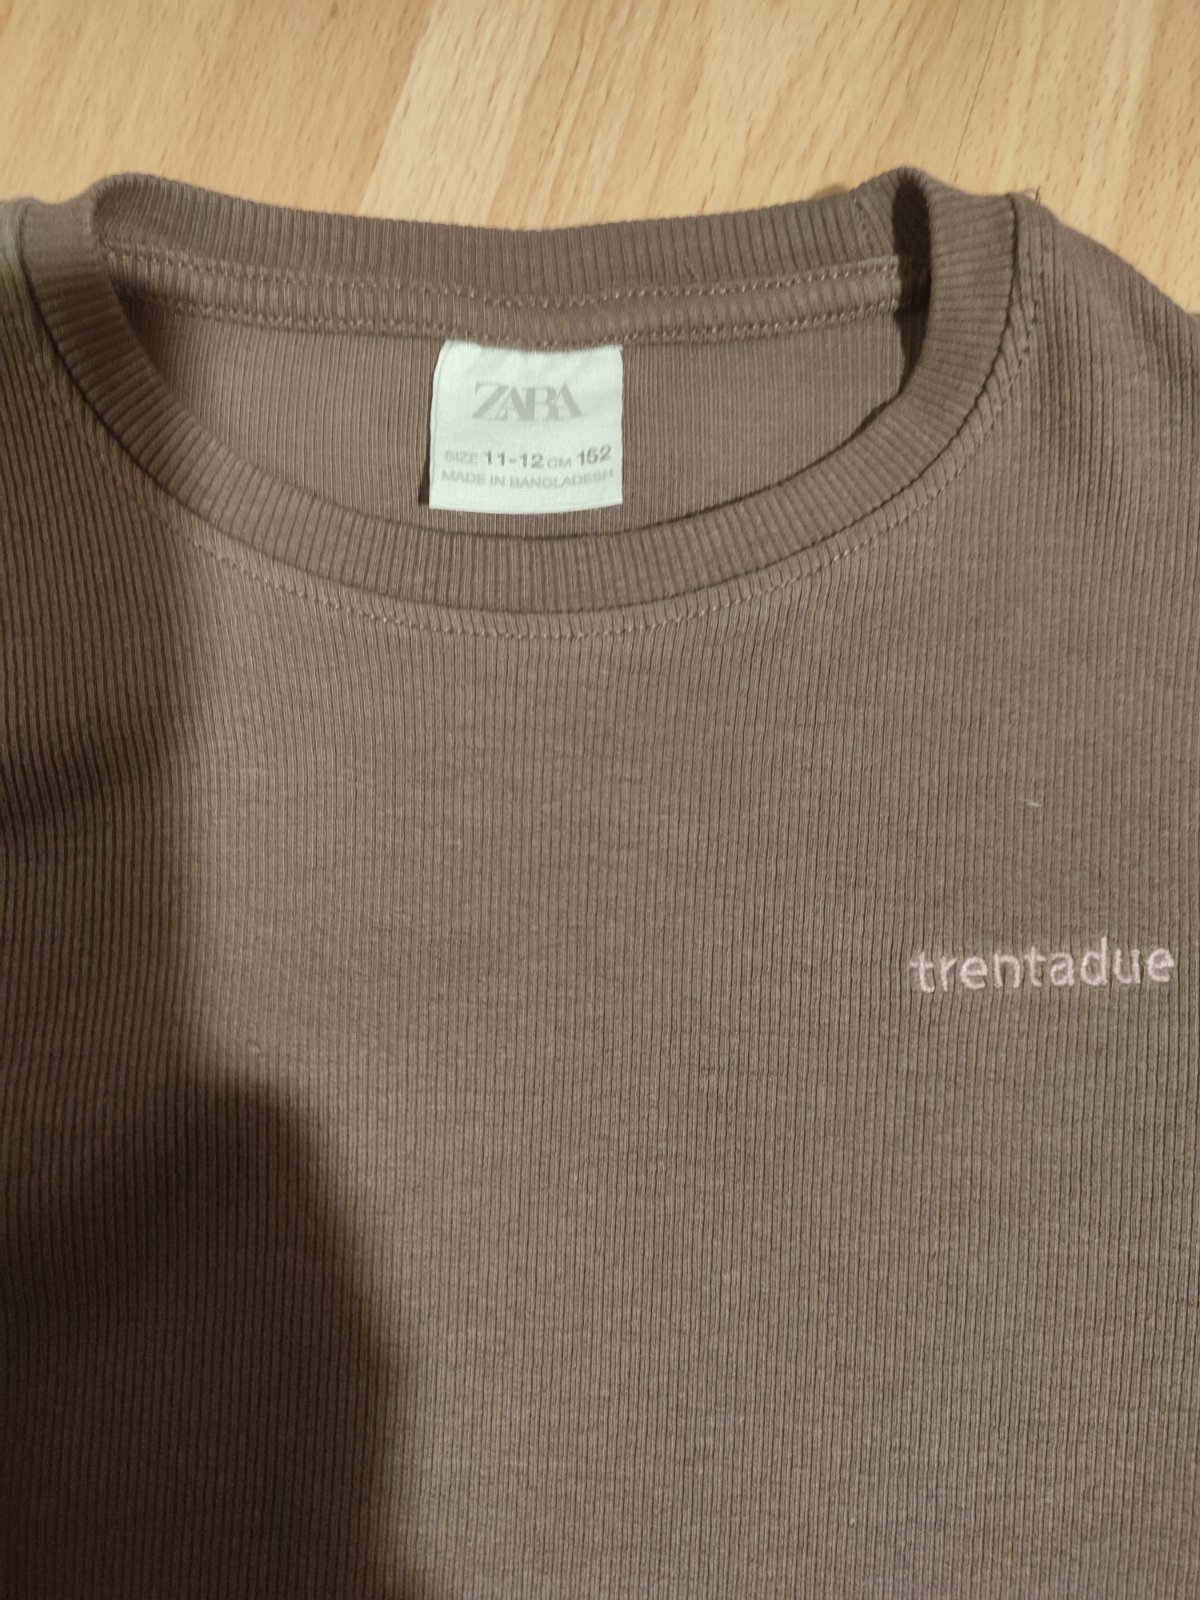 ZARA
SIZE 11-12 CM 152
MADE IN BANGLADESH
trentadue